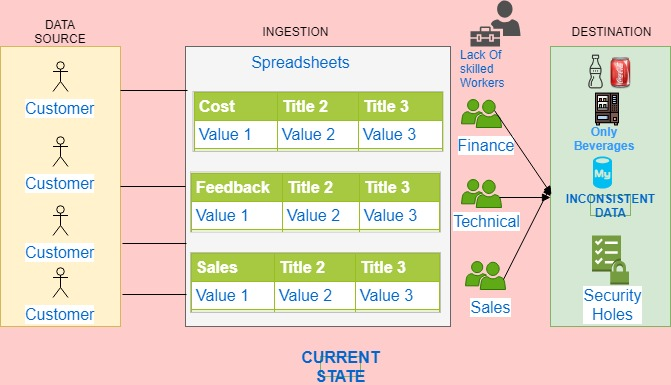 DATA
SOURCE
INGESTION
DESTINATION
Lack Of
skilled
Workers
Spreadsheets
Customer
Customer
Customer
Customer
Cost Title 2 Title 3
Value 1 Value 2 Value 3
Feedback Title 2 Title 3
Value 1 Value 2 Value 3
Sales Title 2 Title 3
Value 1 Value 2 Value 3
Finance
Technical
Sales
Only
Beverages
My
INCONSISTENT
DATA
Security
Holes
CURRENT
STATE